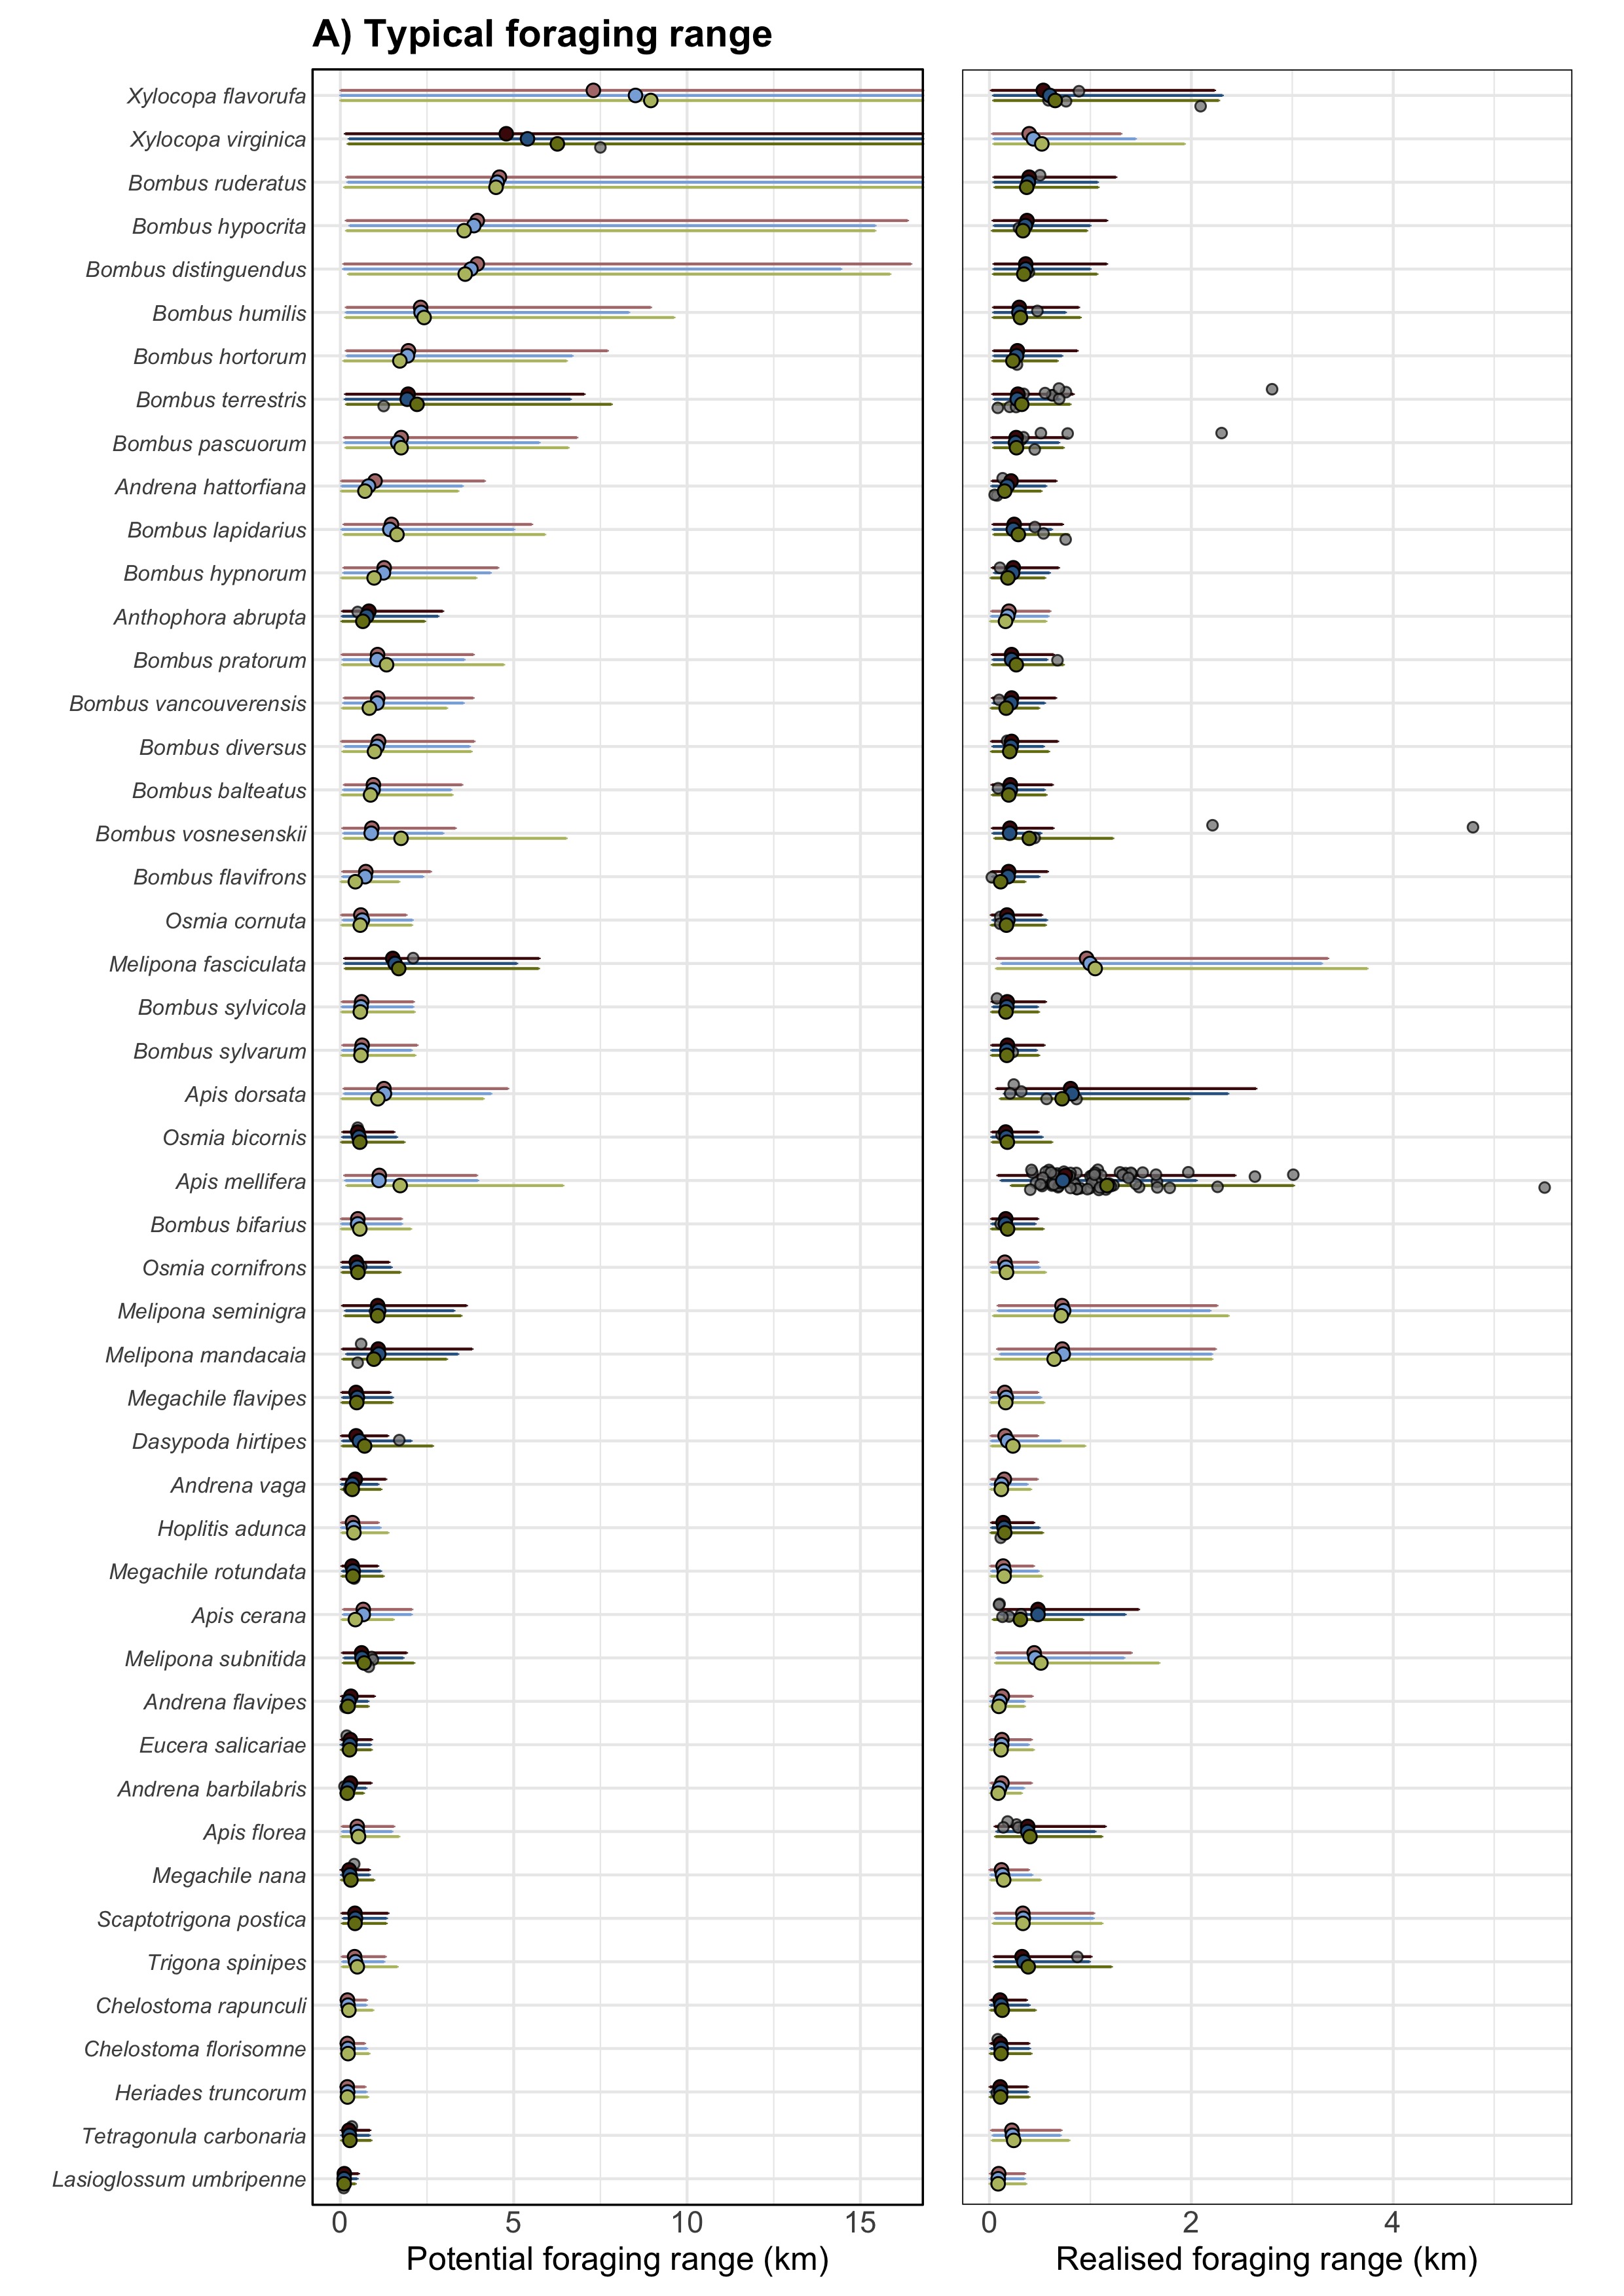 A) Typical foraging range
Xylocopa flavorufa
Xylocopa virginica
Bombus ruderatus
Bombus hypocrita
Bombus distinguendus
Bombus humilis
Bombus hortorum
Bombus terrestris
Bombus pascuorum
Andrena hattorfiana
Bombus lapidarius
Bombus hypnorum
Anthophora abrupta
Bombus pratorum
Bombus vancouverensis
Bombus diversus
Bombus balteatus
Bombus vosnesenskii
Bombus flavifrons
Osmia cornuta
Melipona fasciculata
Bombus sylvicola
Bombus sylvarum
Apis dorsata
Osmia bicornis
Apis mellifera
Bombus bifarius
Osmia cornifrons
Melipona seminigra
Melipona mandacaia
Megachile flavipes
Dasypoda hirtipes
Andrena vaga
Hoplitis adunca
Megachile rotundata
Apis cerana
Melipona subnitida
Andrena flavipes
Eucera salicariae
Andrena barbilabris
Apis florea
Megachile nana
Scaptotrigona postica
Trigona spinipes
Chelostoma rapunculi
Chelostoma florisomne
Heriades truncorum
Tetragonula carbonaria
Lasioglossum umbripenne
0 5 10 15 0 2 4
Potential foraging range (km) Realised foraging range (km)